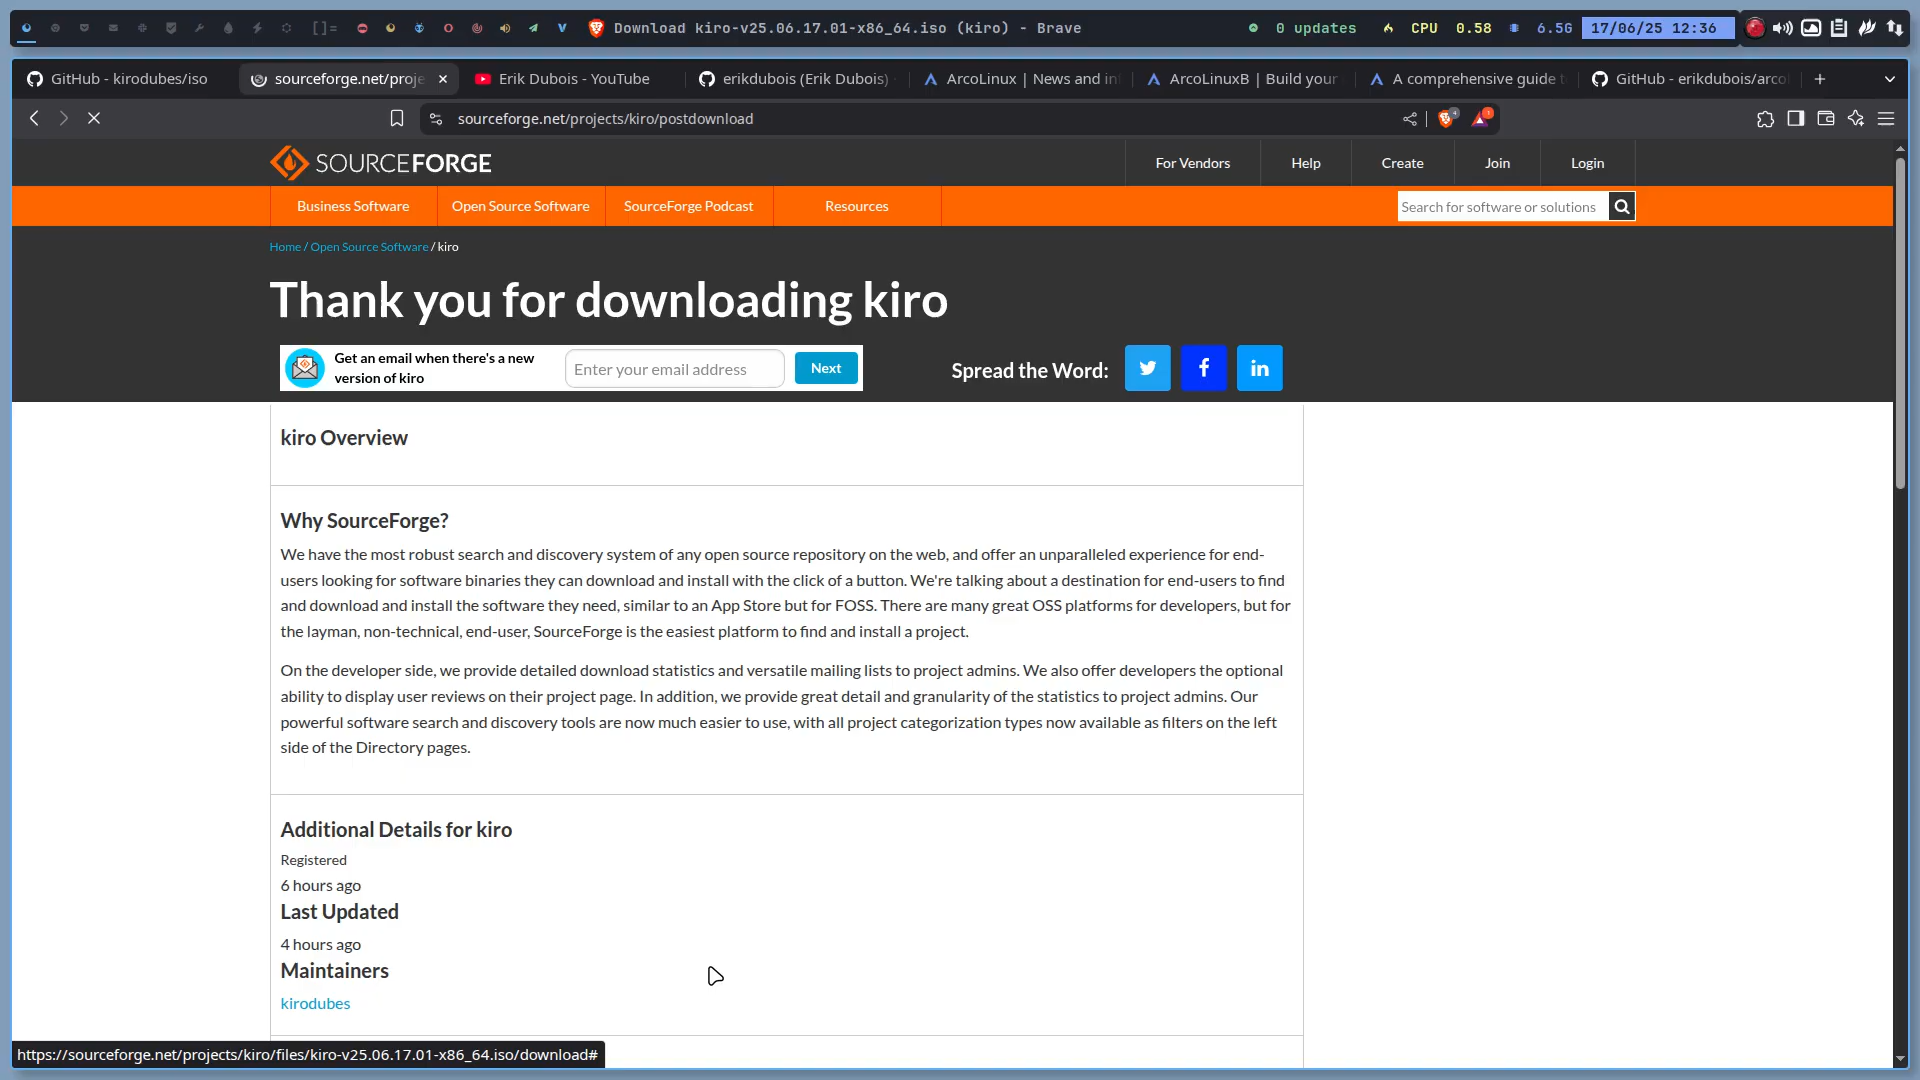 []= Download kiro-v25.06.17.01-x86_64.iso (kiro) - Brave 0 updates CPU 0.58 6.5G 17/06/25 12:36
GitHub - kirodubes/iso sourceforge.net/proje Erik Dubois - YouTube erikdubois (Erik Dubois) ArcoLinux | News and in ArcoLinuxB | Build your A comprehensive guide t GitHub - erikdubois/arco
sourceforge.net/projects/kiro/postdownload
SOURCEFORGE
For Vendors Help Create Join Login
Business Software Open Source Software SourceForge Podcast Resources
Search for software or solutions
Home / Open Source Software / kiro
Thank you for downloading kiro
Get an email when there's a new
version of kiro
Enter your email address
Next
Spread the Word:
kiro Overview
Why SourceForge?
We have the most robust search and discovery system of any open source repository on the web, and offer an unparalleled experience for end-
users looking for software binaries they can download and install with the click of a button. We're talking about a destination for end-users to find
and download and install the software they need, similar to an App Store but for FOSS. There are many great OSS platforms for developers, but for
the layman, non-technical, end-user, SourceForge is the easiest platform to find and install a project.
On the developer side, we provide detailed download statistics and versatile mailing lists to project admins. We also offer developers the optional
ability to display user reviews on their project page. In addition, we provide great detail and granularity of the statistics to project admins. Our
powerful software search and discovery tools are now much easier to use, with all project categorization types now available as filters on the left
side of the Directory pages.
Additional Details for kiro
Registered
6 hours ago
Last Updated
4 hours ago
Maintainers
kirodubes
https://sourceforge.net/projects/kiro/files/kiro-v25.06.17.01-x86_64.iso/download#